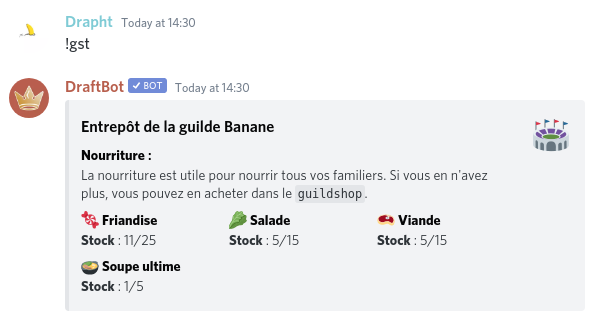 Drapht Today at 14:30
!gst
DraftBot ✓ BOT Today at 14:30
Entrepôt de la guilde Banane
Nourriture :
La nourriture est utile pour nourrir tous vos familiers. Si vous en n'avez
plus, vous pouvez en acheter dans le guildshop.
Friandise Salade Viande
Stock : 11/25 Stock : 5/15 Stock : 5/15
Soupe ultime
Stock : 1/5